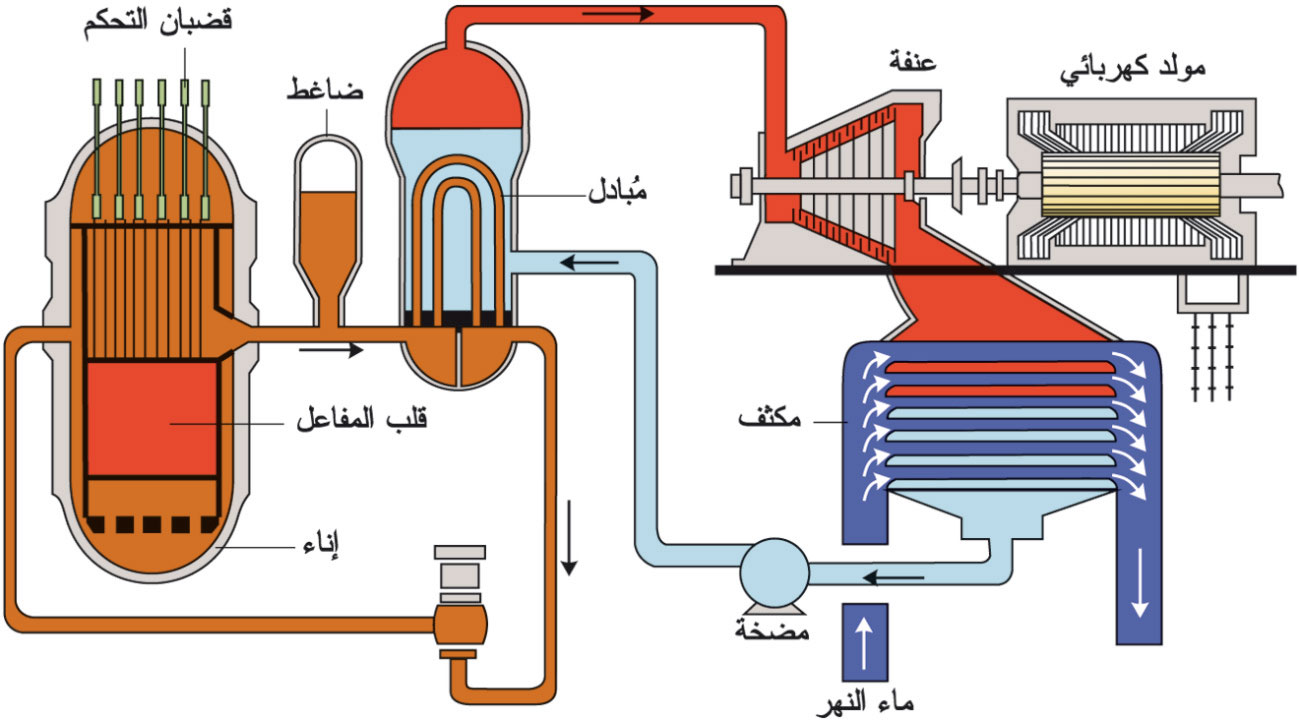 قضبان التحكم
ضاغط
عنفة
مولد كهربائي
مُبادل
قلب المفاعل
مكثف
إناء
مضخة
ماء النهر